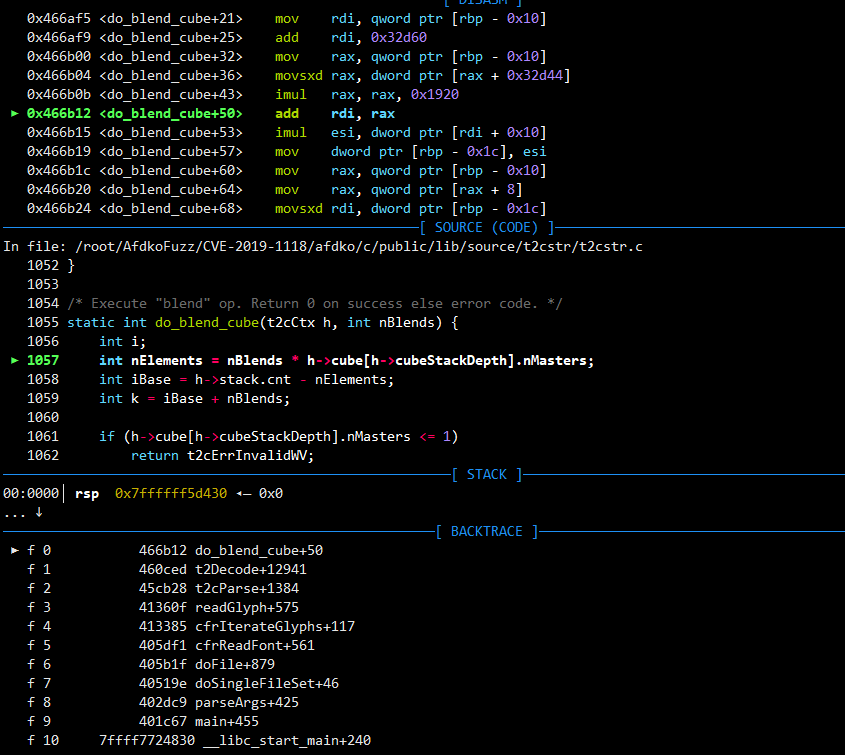 [ DISASM ]
0x466af5 <do_blend_cube+21> mov rdi, qword ptr [rbp - 0x10]
0x466af9 <do_blend_cube+25> add rdi, 0x32d60
0x466b00 <do_blend_cube+32> mov rax, qword ptr [rbp - 0x10]
0x466b04 <do_blend_cube+36> movsxd rax, dword ptr [rax + 0x32d44]
0x466b0b <do_blend_cube+43> imul rax, rax, 0x1920
► 0x466b12 <do_blend_cube+50> add rdi, rax
0x466b15 <do_blend_cube+53> imul esi, dword ptr [rdi + 0x10]
0x466b19 <do_blend_cube+57> mov dword ptr [rbp - 0x1c], esi
0x466b1c <do_blend_cube+60> mov rax, qword ptr [rbp - 0x10]
0x466b20 <do_blend_cube+64> mov rax, qword ptr [rax + 8]
0x466b24 <do_blend_cube+68> movsxd rdi, dword ptr [rbp - 0x1c]
[ SOURCE (CODE) ]
In file: /root/AfdkoFuzz/CVE-2019-1118/afdko/c/public/lib/source/t2cstr/t2cstr.c
1052 }
1053
1054 /* Execute "blend" op. Return 0 on success else error code. */
1055 static int do_blend_cube(t2cCtx h, int nBlends) {
1056     int i;
► 1057     int nElements = nBlends * h->cube[h->cubeStackDepth].nMasters;
1058     int iBase = h->stack.cnt - nElements;
1059     int k = iBase + nBlends;
1060
1061     if (h->cube[h->cubeStackDepth].nMasters <= 1)
1062         return t2cErrInvalidWV;
[ STACK ]
00:0000│ rsp 0x7ffffff5d430 ◂— 0x0
... ↓
[ BACKTRACE ]
► f 0 466b12 do_blend_cube+50
f 1 460ced t2Decode+12941
f 2 45cb28 t2cParse+1384
f 3 41360f readGlyph+575
f 4 413385 cfrIterateGlyphs+117
f 5 405df1 cfrReadFont+561
f 6 405b1f doFile+879
f 7 40519e doSingleFileSet+46
f 8 402dc9 parseArgs+425
f 9 401c67 main+455
f 10 7ffff7724830 __libc_start_main+240